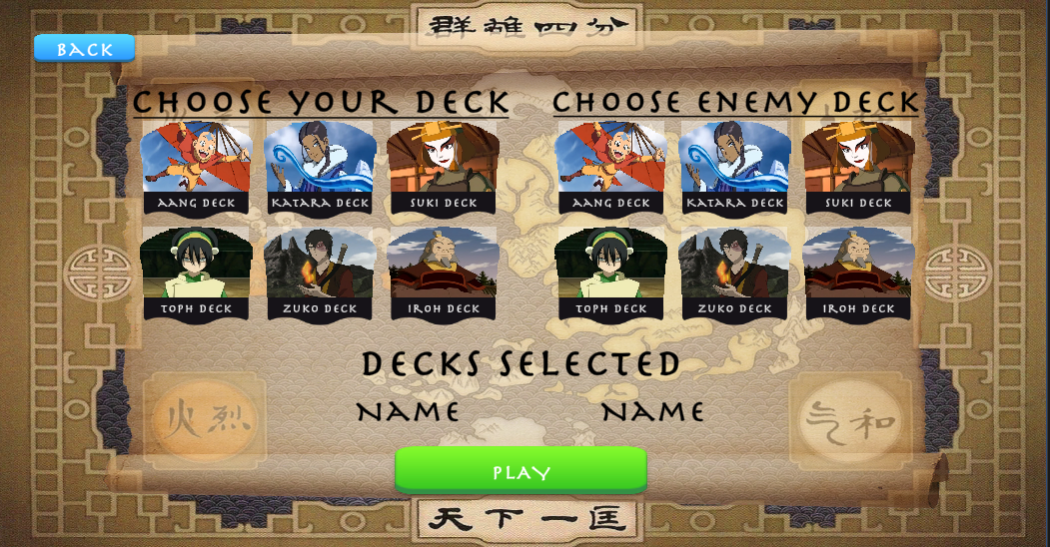 群雄四分
BACK
CHOOSE YOUR DECK
CHOOSE ENEMY DECK
AANG DECK
KATARA DECK
SUKI DECK
AANG DECK
KATARA DECK
SUKI DECK
TOPH DECK
ZUKO DECK
IROH DECK
TOPH DECK
ZUKO DECK
IROH DECK
DECKS SELECTED
NAME
NAME
火烈
气和
PLAY
天下一匡